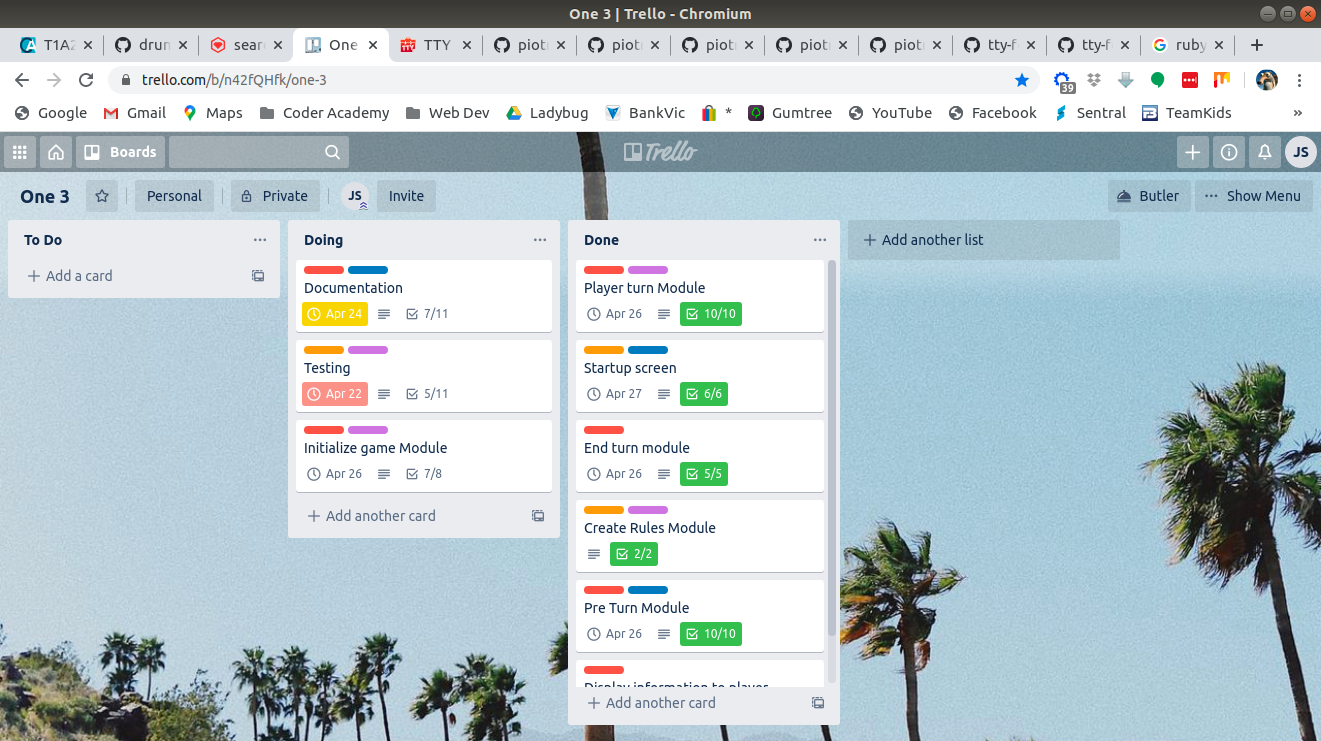 One 3 | Trello - Chromium
T1A2 drun sear One TTY piot piot piot piot piot tty-f tty-f ruby
trello.com/b/n42fQHfk/one-3
39
Google Gmail Maps Coder Academy Web Dev Ladybug BankVic * Gumtree YouTube Facebook Sentral TeamKids »
Boards
Trello
JS
One 3 Personal Private JS Invite Butler Show Menu
To Do
Add a card
Doing
Documentation
Apr 24 7/11
Testing
Apr 22 5/11
Initialize game Module
Apr 26 7/8
Add another card
Done
Player turn Module
Apr 26 10/10
Startup screen
Apr 27 6/6
End turn module
Apr 26 5/5
Create Rules Module
2/2
Pre Turn Module
Apr 26 10/10
Display information to player
Add another card
Add another list